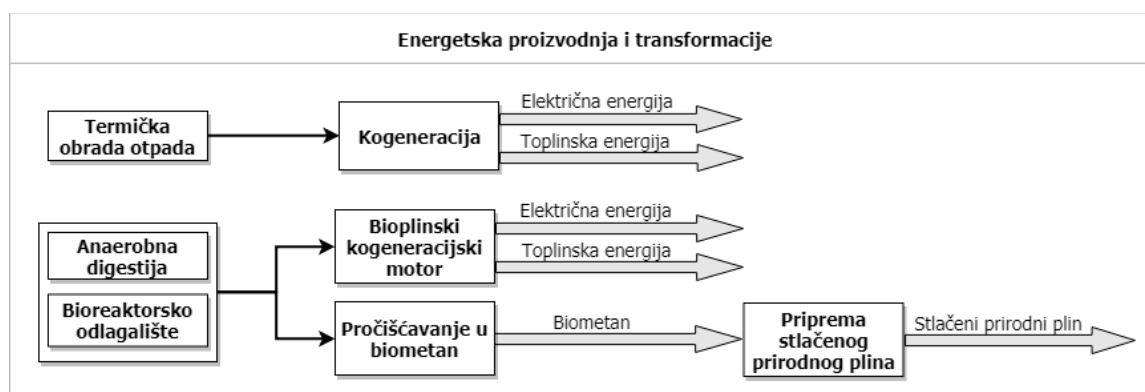 Energetska proizvodnja i transformacije
Termička
obrada otpada
Kogeneracija
Električna energija
Toplinska energija
Anaerobna
digestija
Bioreaktorsko
odlagalište
Bioplinski
kogeneracijski
motor
Električna energija
Toplinska energija
Pročišćavanje u
biometan
Biometan
Priprema
stlačenog
prirodnog plina
Stlačeni prirodni plin